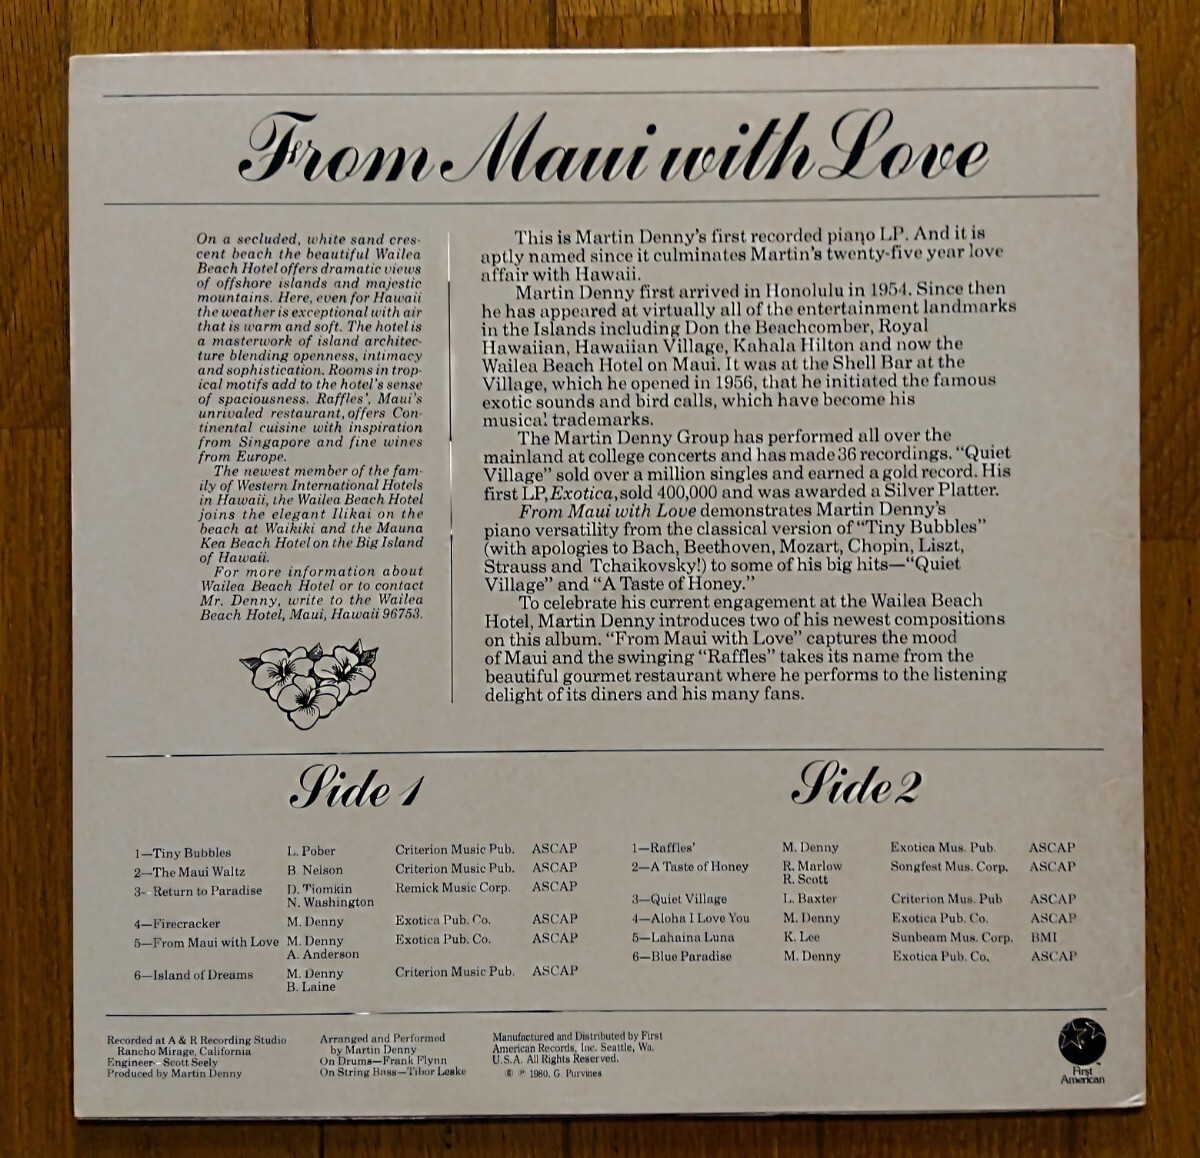 From Maui with Love
On a secluded, white sand cres-
cent beach the beautiful Wailea
Beach Hotel offers dramatic views
of offshore islands and majestic
mountains. Here, even for Hawaii
the weather is exceptional with air
that is warm and soft. The hotel is
a masterwork of island architec-
ture blending openness, intimacy
and sophistication. Rooms in trop-
ical motifs add to the hotel's sense
of spaciousness. Raffles', Maui's
unrivaled restaurant, offers Con-
tinental cuisine with inspiration
from Singapore and fine wines
from Europe.
The newest member of the fam-
ily of Western International Hotels
in Hawaii, the Wailea Beach Hotel
joins the elegant Ilikai on the
beach at Waikiki and the Mauna
Kea Beach Hotel on the Big Island
of Hawaii.
For more information about
Wailea Beach Hotel or to contact
Mr. Denny, write to the Wailea
Beach Hotel, Maui, Hawaii 96753.
This is Martin Denny's first recorded piano LP. And it is
aptly named since it culminates Martin's twenty-five year love
affair with Hawaii.
Martin Denny first arrived in Honolulu in 1954. Since then
he has appeared at virtually all of the entertainment landmarks
in the Islands including Don the Beachcomber, Royal
Hawaiian, Hawaiian Village, Kahala Hilton and now the
Wailea Beach Hotel on Maui. It was at the Shell Bar at the
Village, which he opened in 1956, that he initiated the famous
exotic sounds and bird calls, which have become his
musical trademarks.
The Martin Denny Group has performed all over the
mainland at college concerts and has made 36 recordings. "Quiet
Village" sold over a million singles and earned a gold record. His
first LP, Exotica, sold 400,000 and was awarded a Silver Platter.
From Maui with Love demonstrates Martin Denny's
piano versatility from the classical version of "Tiny Bubbles"
(with apologies to Bach, Beethoven, Mozart, Chopin, Liszt,
Strauss and Tchaikovsky!) to some of his big hits—"Quiet
Village" and "A Taste of Honey."
To celebrate his current engagement at the Wailea Beach
Hotel, Martin Denny introduces two of his newest compositions
on this album. "From Maui with Love" captures the mood
of Maui and the swinging "Raffles" takes its name from the
beautiful gourmet restaurant where he performs to the listening
delight of its diners and his many fans.
Side 1
1—Tiny Bubbles L. Pober Criterion Music Pub. ASCAP
2—The Maui Waltz B Nelson Criterion Music Pub. ASCAP
3- Return to Paradise D. Tiomkin Remick Music Corp. ASCAP
N. Washington
4—Firecracker M. Denny Exotica Pub. Co. ASCAP
5—From Maui with Love M. Denny Exotica Pub. Co. ASCAP
A. Anderson
6—Island of Dreams M. Denny Criterion Music Pub. ASCAP
B. Laine
Side 2
1—Raffles' M. Denny Exotica Mus. Pub. ASCAP
2—A Taste of Honey R. Marlow Songfest Mus. Corp. ASCAP
R. Scott
3—Quiet Village L. Baxter Criterion Mus. Pub ASCAP
4—Aloha I Love You M. Denny Exotica Pub. Co. ASCAP
5—Lahaina Luna K. Lee Sunbeam Mus. Corp. BMI
6—Blue Paradise M. Denny Exotica Pub. Co. ASCAP
Recorded at A & R Recording Studio
Rancho Mirage, California
Engineer—Scott Seely
Produced by Martin Denny
Arranged and Performed
by Martin Denny
On Drums—Frank Flynn
On String Bass—Tibor Leske
Manufactured and Distributed by First
American Records, Inc. Seattle, Wa.
U.S.A. All Rights Reserved.
© ℗ 1980, G. Purvines
First
American